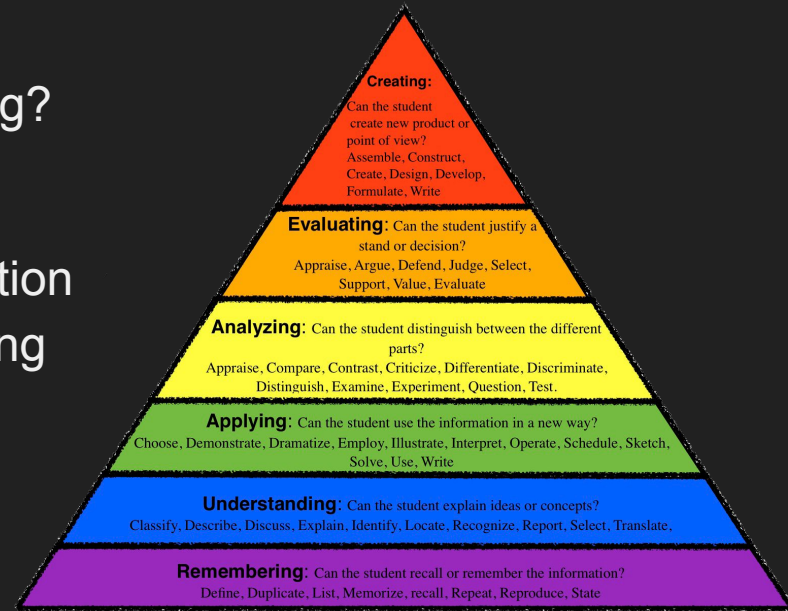 g?
tion
ng
Creating:
Can the student
create new product or
point of view?
Assemble, Construct,
Create, Design, Develop,
Formulate, Write
Evaluating: Can the student justify a
stand or decision?
Appraise, Argue, Defend, Judge, Select,
Support, Value, Evaluate
Analyzing: Can the student distinguish between the different
parts?
Appraise, Compare, Contrast, Criticize, Differentiate, Discriminate,
Distinguish, Examine, Experiment, Question, Test.
Applying: Can the student use the information in a new way?
Choose, Demonstrate, Dramatize, Employ, Illustrate, Interpret, Operate, Schedule, Sketch,
Solve, Use, Write
Understanding: Can the student explain ideas or concepts?
Classify, Describe, Discuss, Explain, Identify, Locate, Recognize, Report, Select, Translate,
Remembering: Can the student recall or remember the information?
Define, Duplicate, List, Memorize, recall, Repeat, Reproduce, State